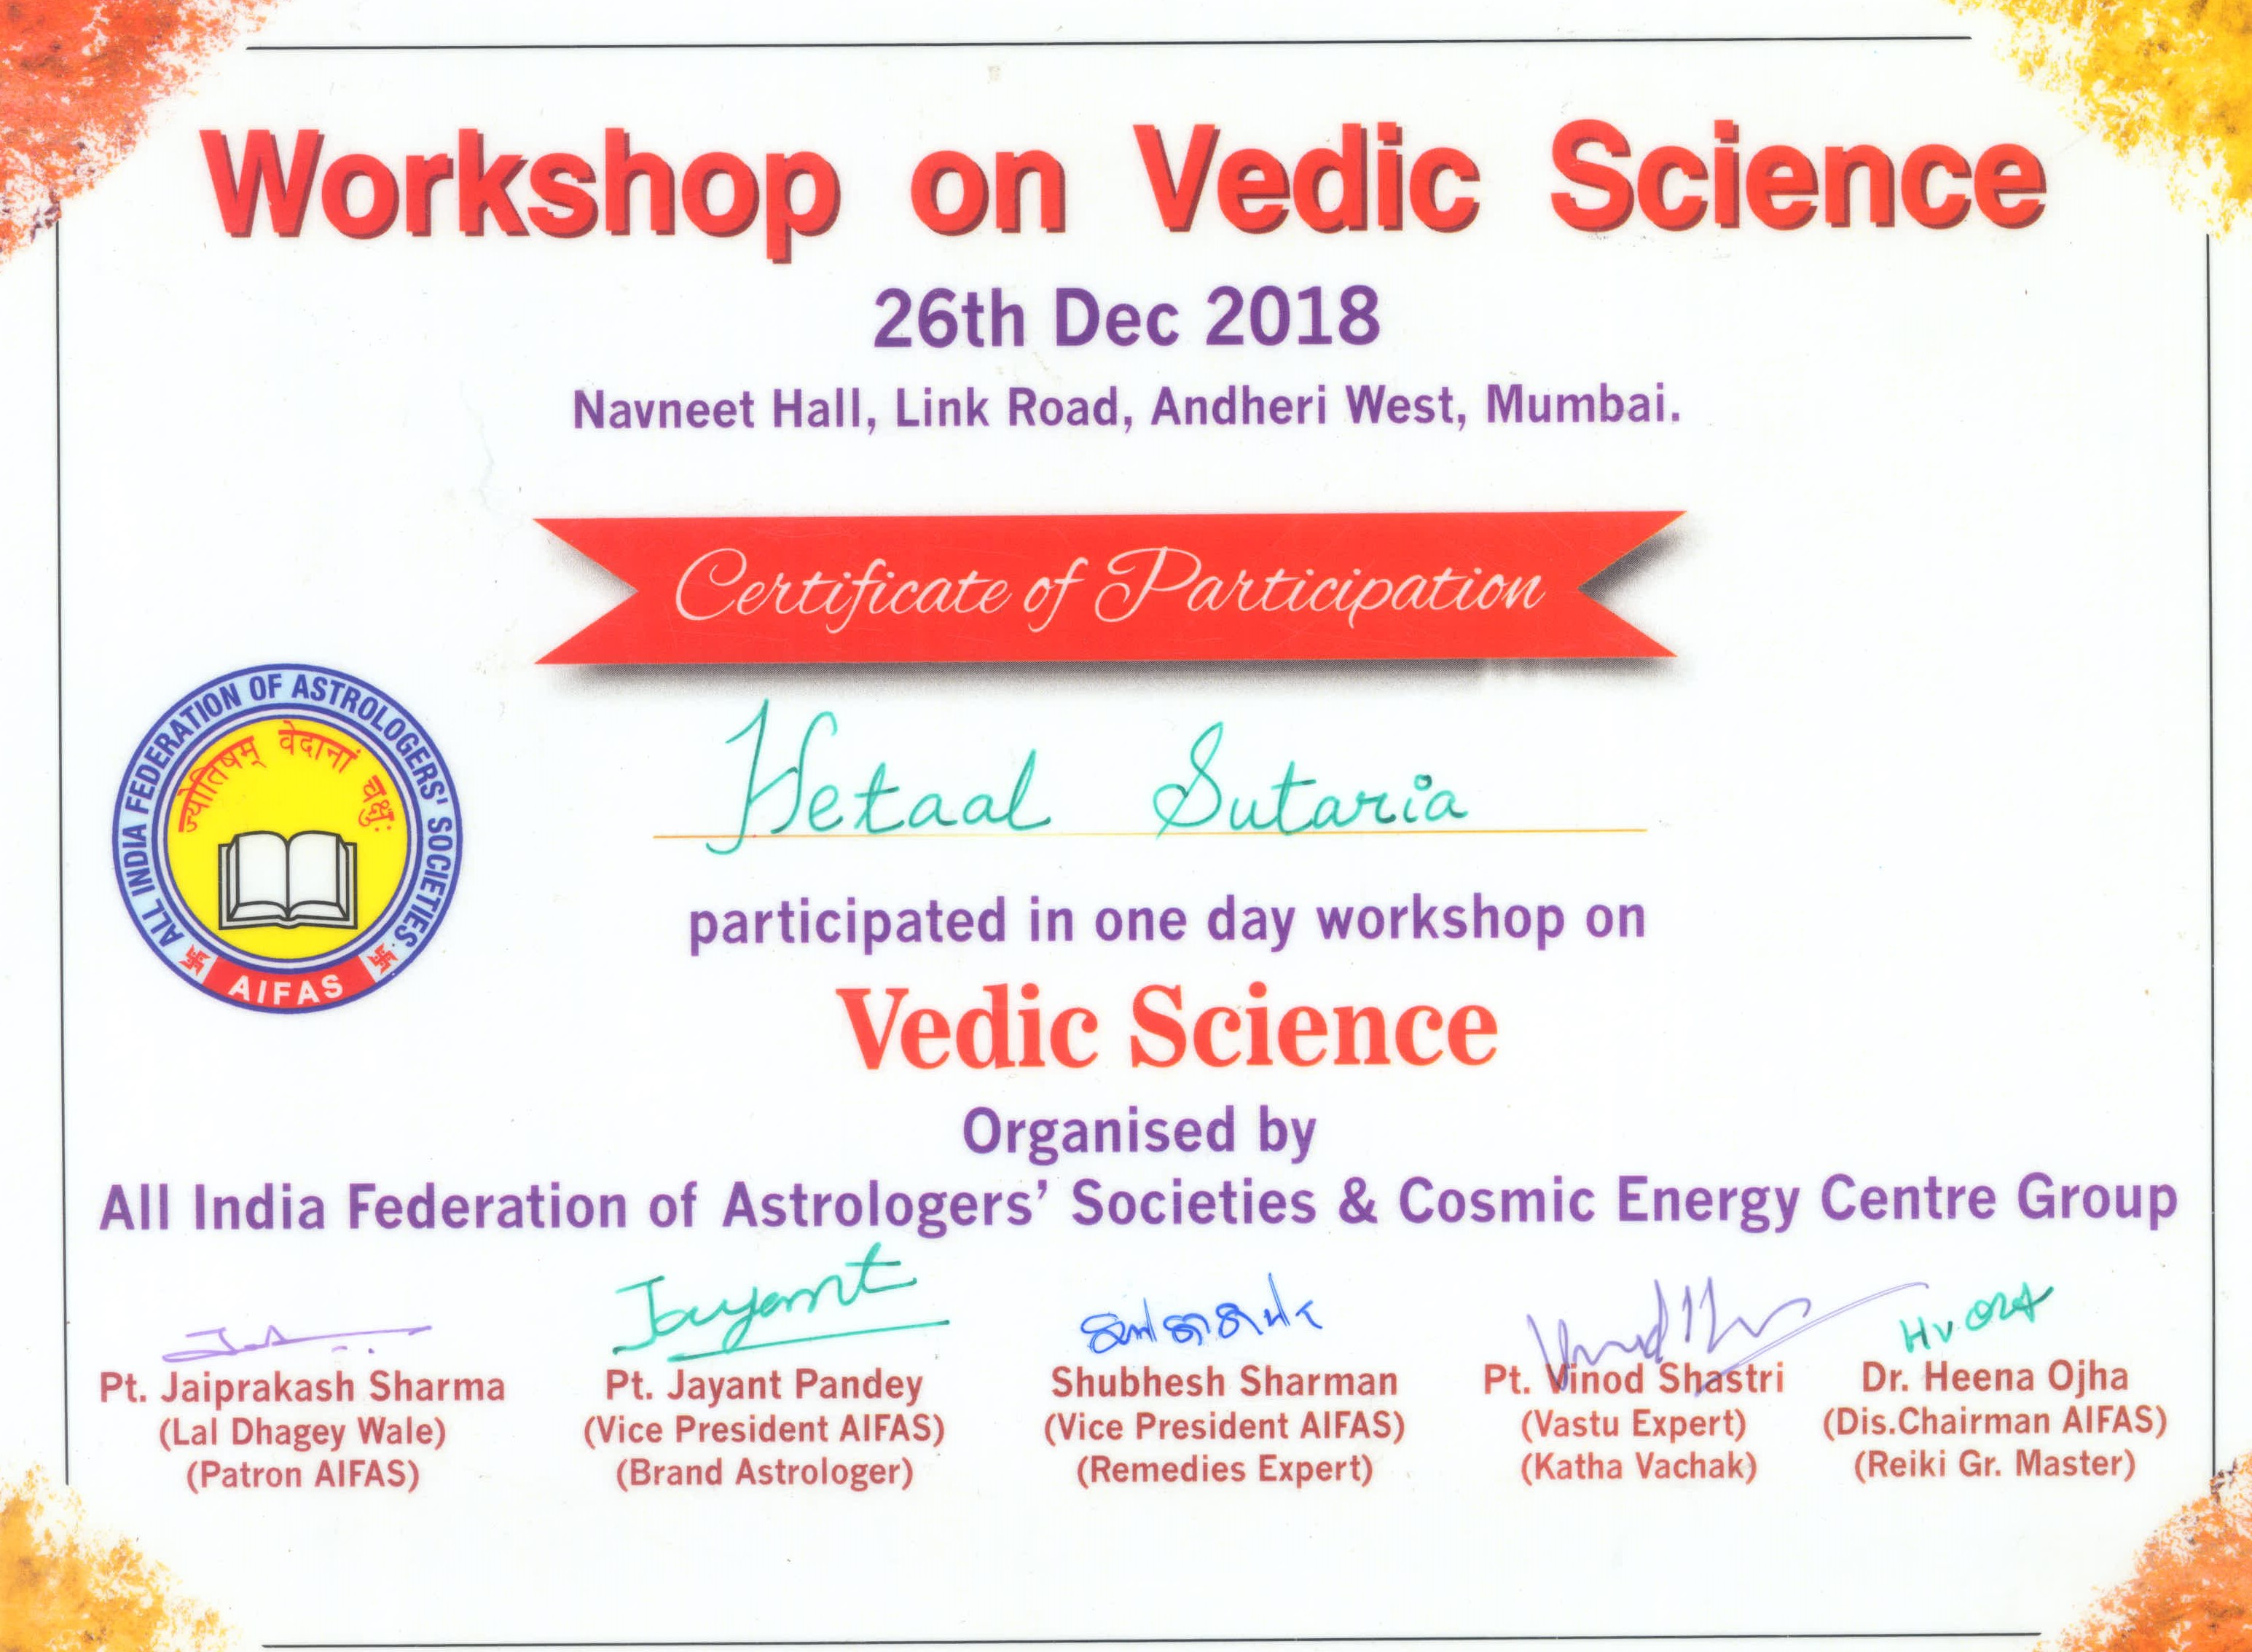 Workshop on Vedic Science
26th Dec 2018
Navneet Hall, Link Road, Andheri West, Mumbai.
Certificate of Participation
ALL INDIA FEDERATION OF ASTROLOGERS' SOCIETIES.
ज्योतिषम् वेदानां चक्षुः
AIFAS
Hetaal Sutaria
participated in one day workshop on
Vedic Science
Organised by
All India Federation of Astrologers’ Societies & Cosmic Energy Centre Group
Jayant
Pt. Jaiprakash Sharma
(Lal Dhagey Wale)
(Patron AIFAS)
Pt. Jayant Pandey
(Vice President AIFAS)
(Brand Astrologer)
Shubhesh Sharman
(Vice President AIFAS)
(Remedies Expert)
Pt. Vinod Shastri
(Vastu Expert)
(Katha Vachak)
Dr. Heena Ojha
(Dis.Chairman AIFAS)
(Reiki Gr. Master)